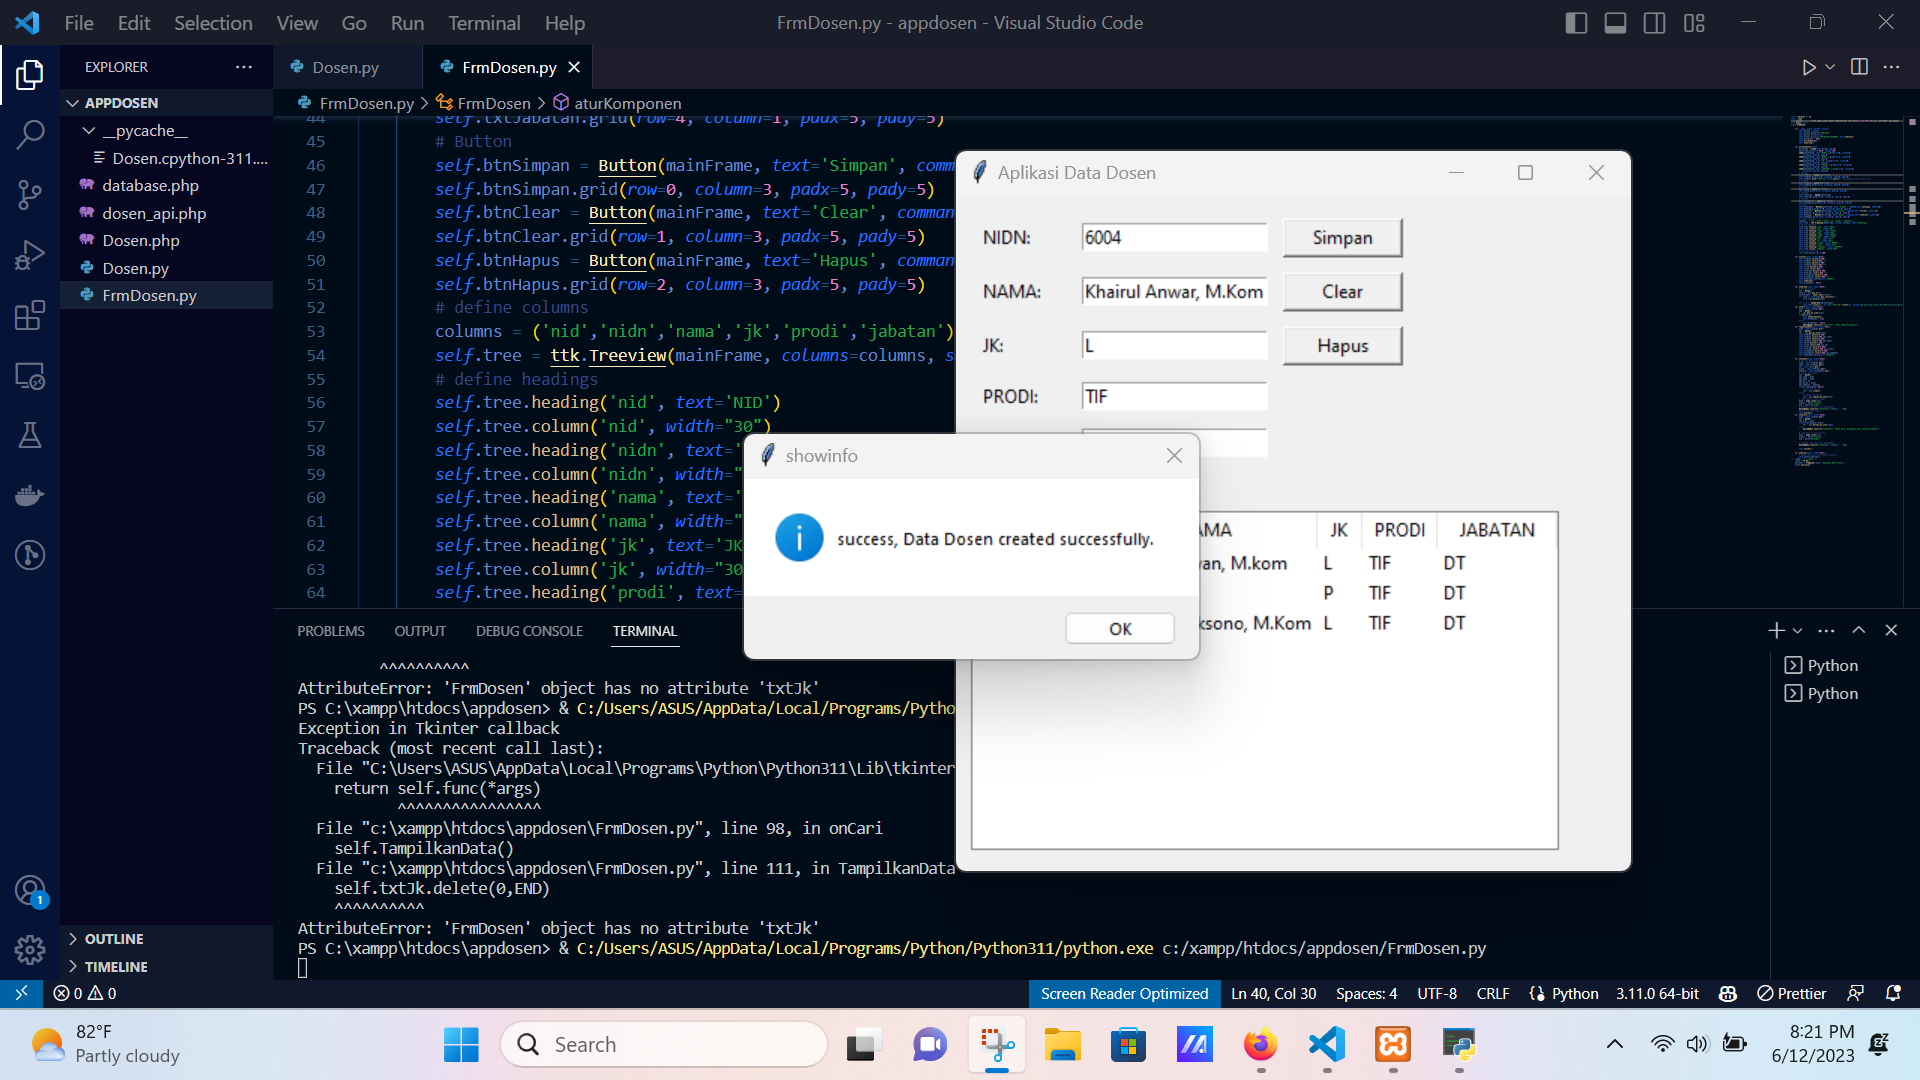 File Edit Selection View Go Run Terminal Help FrmDosen.py - appdosen - Visual Studio Code
EXPLORER
Dosen.py
FrmDosen.py
APPDOSEN
FrmDosen.py > FrmDosen > aturKomponen
__pycache__
Dosen.cpython-311....
database.php
dosen_api.php
Dosen.php
Dosen.py
FrmDosen.py
OUTLINE
TIMELINE
44 self.txtJabatan.grid(row=4, column=1, padx=5, pady=5)
45 # Button
46 self.btnSimpan = Button(mainFrame, text='Simpan', comm
47 self.btnSimpan.grid(row=0, column=3, padx=5, pady=5)
48 self.btnClear = Button(mainFrame, text='Clear', comman
49 self.btnClear.grid(row=1, column=3, padx=5, pady=5)
50 self.btnHapus = Button(mainFrame, text='Hapus', comman
51 self.btnHapus.grid(row=2, column=3, padx=5, pady=5)
52 # define columns
53 columns = ('nid','nidn','nama','jk','prodi','jabatan')
54 self.tree = ttk.Treeview(mainFrame, columns=columns, s
55 # define headings
56 self.tree.heading('nid', text='NID')
57 self.tree.column('nid', width="30")
58 self.tree.heading('nidn', text='
59 self.tree.column('nidn', width="
60 self.tree.heading('nama', text='
61 self.tree.column('nama', width="
62 self.tree.heading('jk', text='JK
63 self.tree.column('jk', width="30
64 self.tree.heading('prodi', text=
Aplikasi Data Dosen
NIDN: 6004 Simpan
NAMA: Khairul Anwar, M.Kom Clear
JK: L Hapus
PRODI: TIF
AMA JK PRODI JABATAN
van, M.kom L TIF DT
P TIF DT
ksono, M.Kom L TIF DT
showinfo
success, Data Dosen created successfully.
OK
PROBLEMS OUTPUT DEBUG CONSOLE TERMINAL
^^^^^^^^^^
AttributeError: 'FrmDosen' object has no attribute 'txtJk'
PS C:\xampp\htdocs\appdosen> & C:/Users/ASUS/AppData/Local/Programs/Pytho
Exception in Tkinter callback
Traceback (most recent call last):
File "C:\Users\ASUS\AppData\Local\Programs\Python\Python311\Lib\tkinter
return self.func(*args)
^^^^^^^^^^^^^^^^
File "c:\xampp\htdocs\appdosen\FrmDosen.py", line 98, in onCari
self.TampilkanData()
File "c:\xampp\htdocs\appdosen\FrmDosen.py", line 111, in TampilkanData
self.txtJk.delete(0,END)
^^^^^^^^^^
AttributeError: 'FrmDosen' object has no attribute 'txtJk'
PS C:\xampp\htdocs\appdosen> & C:/Users/ASUS/AppData/Local/Programs/Python/Python311/python.exe c:/xampp/htdocs/appdosen/FrmDosen.py
Python
Python
1
0 0 Screen Reader Optimized Ln 40, Col 30 Spaces: 4 UTF-8 CRLF Python 3.11.0 64-bit Prettier
82°F
Partly cloudy
Search
8:21 PM
6/12/2023